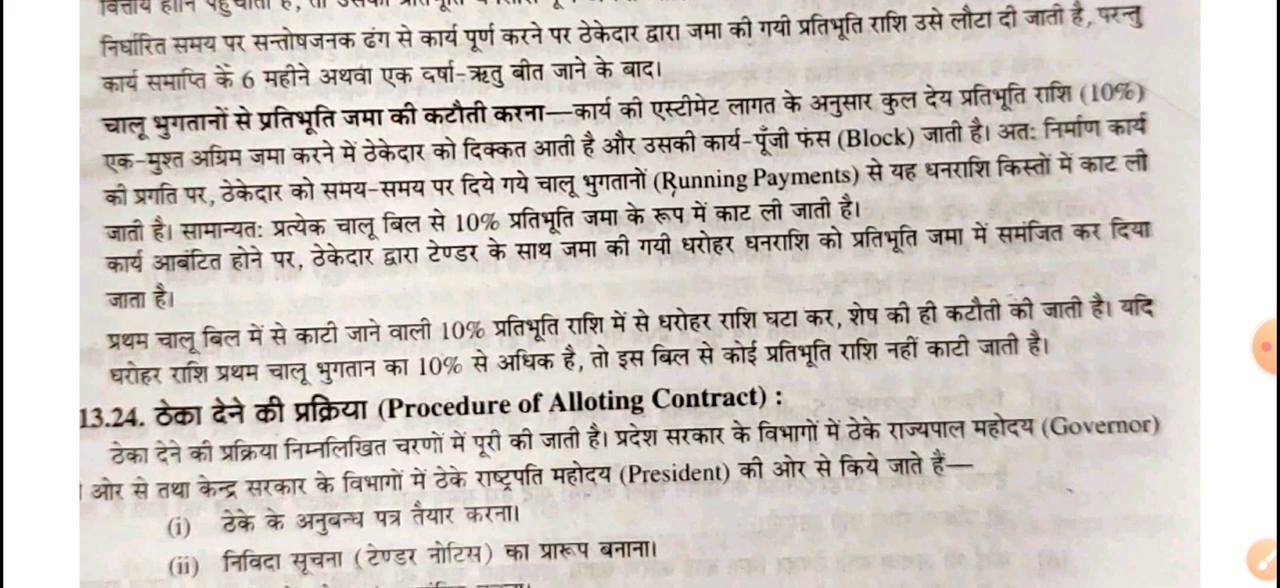 वित्तीय हानि पहुँचाता है, तो उसकी
निर्धारित समय पर सन्तोषजनक ढंग से कार्य पूर्ण करने पर ठेकेदार द्वारा जमा की गयी प्रतिभूति राशि उसे लौटा दी जाती है, परन्तु
कार्य समाप्ति के 6 महीने अथवा एक वर्षा-ऋतु बीत जाने के बाद।
चालू भुगतानों से प्रतिभूति जमा की कटौती करना—कार्य की एस्टीमेट लागत के अनुसार कुल देय प्रतिभूति राशि (10%)
एक-मुश्त अग्रिम जमा करने में ठेकेदार को दिक्कत आती है और उसकी कार्य-पूँजी फंस (Block) जाती है। अतः निर्माण कार्य
की प्रगति पर, ठेकेदार को समय-समय पर दिये गये चालू भुगतानों (Running Payments) से यह धनराशि किस्तों में काट ली
जाती है। सामान्यतः प्रत्येक चालू बिल से 10% प्रतिभूति जमा के रूप में काट ली जाती है।
कार्य आबंटित होने पर, ठेकेदार द्वारा टेण्डर के साथ जमा की गयी धरोहर धनराशि को प्रतिभूति जमा में समंजित कर दिया
जाता है।
प्रथम चालू बिल में से काटी जाने वाली 10% प्रतिभूति राशि में से धरोहर राशि घटा कर, शेष की ही कटौती की जाती है। यदि
धरोहर राशि प्रथम चालू भुगतान का 10% से अधिक है, तो इस बिल से कोई प्रतिभूति राशि नहीं काटी जाती है।
13.24. ठेका देने की प्रक्रिया (Procedure of Alloting Contract) :
ठेका देने की प्रक्रिया निम्नलिखित चरणों में पूरी की जाती है। प्रदेश सरकार के विभागों में ठेके राज्यपाल महोदय (Governor)
ओर से तथा केन्द्र सरकार के विभागों में ठेके राष्ट्रपति महोदय (President) की ओर से किये जाते हैं—
(i) ठेके के अनुबन्ध पत्र तैयार करना।
(ii) निविदा सूचना (टेण्डर नोटिस) का प्रारूप बनाना।